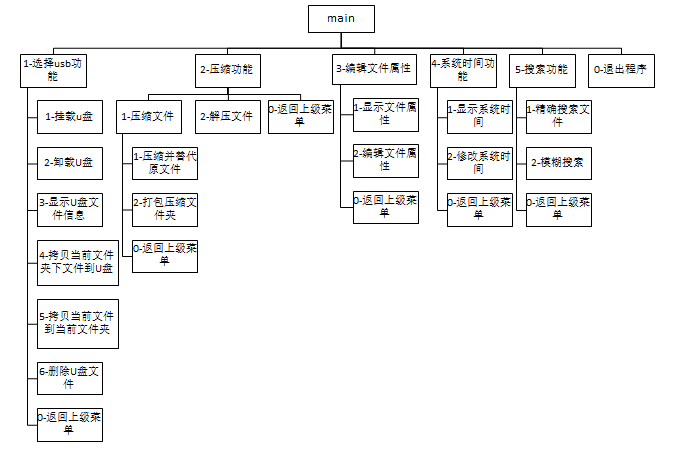 main
1-选择usb功
能
2-压缩功能
3-编辑文件属性
4-系统时间功
能
5-搜索功能
0-退出程序
1-挂载u盘
2-卸载U盘
3-显示U盘文
件信息
4-拷贝当前文件
夹下文件到U盘
5-拷贝当前文件
到当前文件夹
6-删除U盘文
件
0-返回上级菜
单
1-压缩文件
2-解压文件
0-返回上级菜
单
1-压缩并替代
原文件
2-打包压缩文
件夹
0-返回上级菜
单
1-显示文件属
性
2-编辑文件属
性
0-返回上级菜
单
1-显示系统时
间
2-修改系统时
间
0-返回上级菜
单
1-精确搜索文
件
2-模糊搜索
0-返回上级菜
单